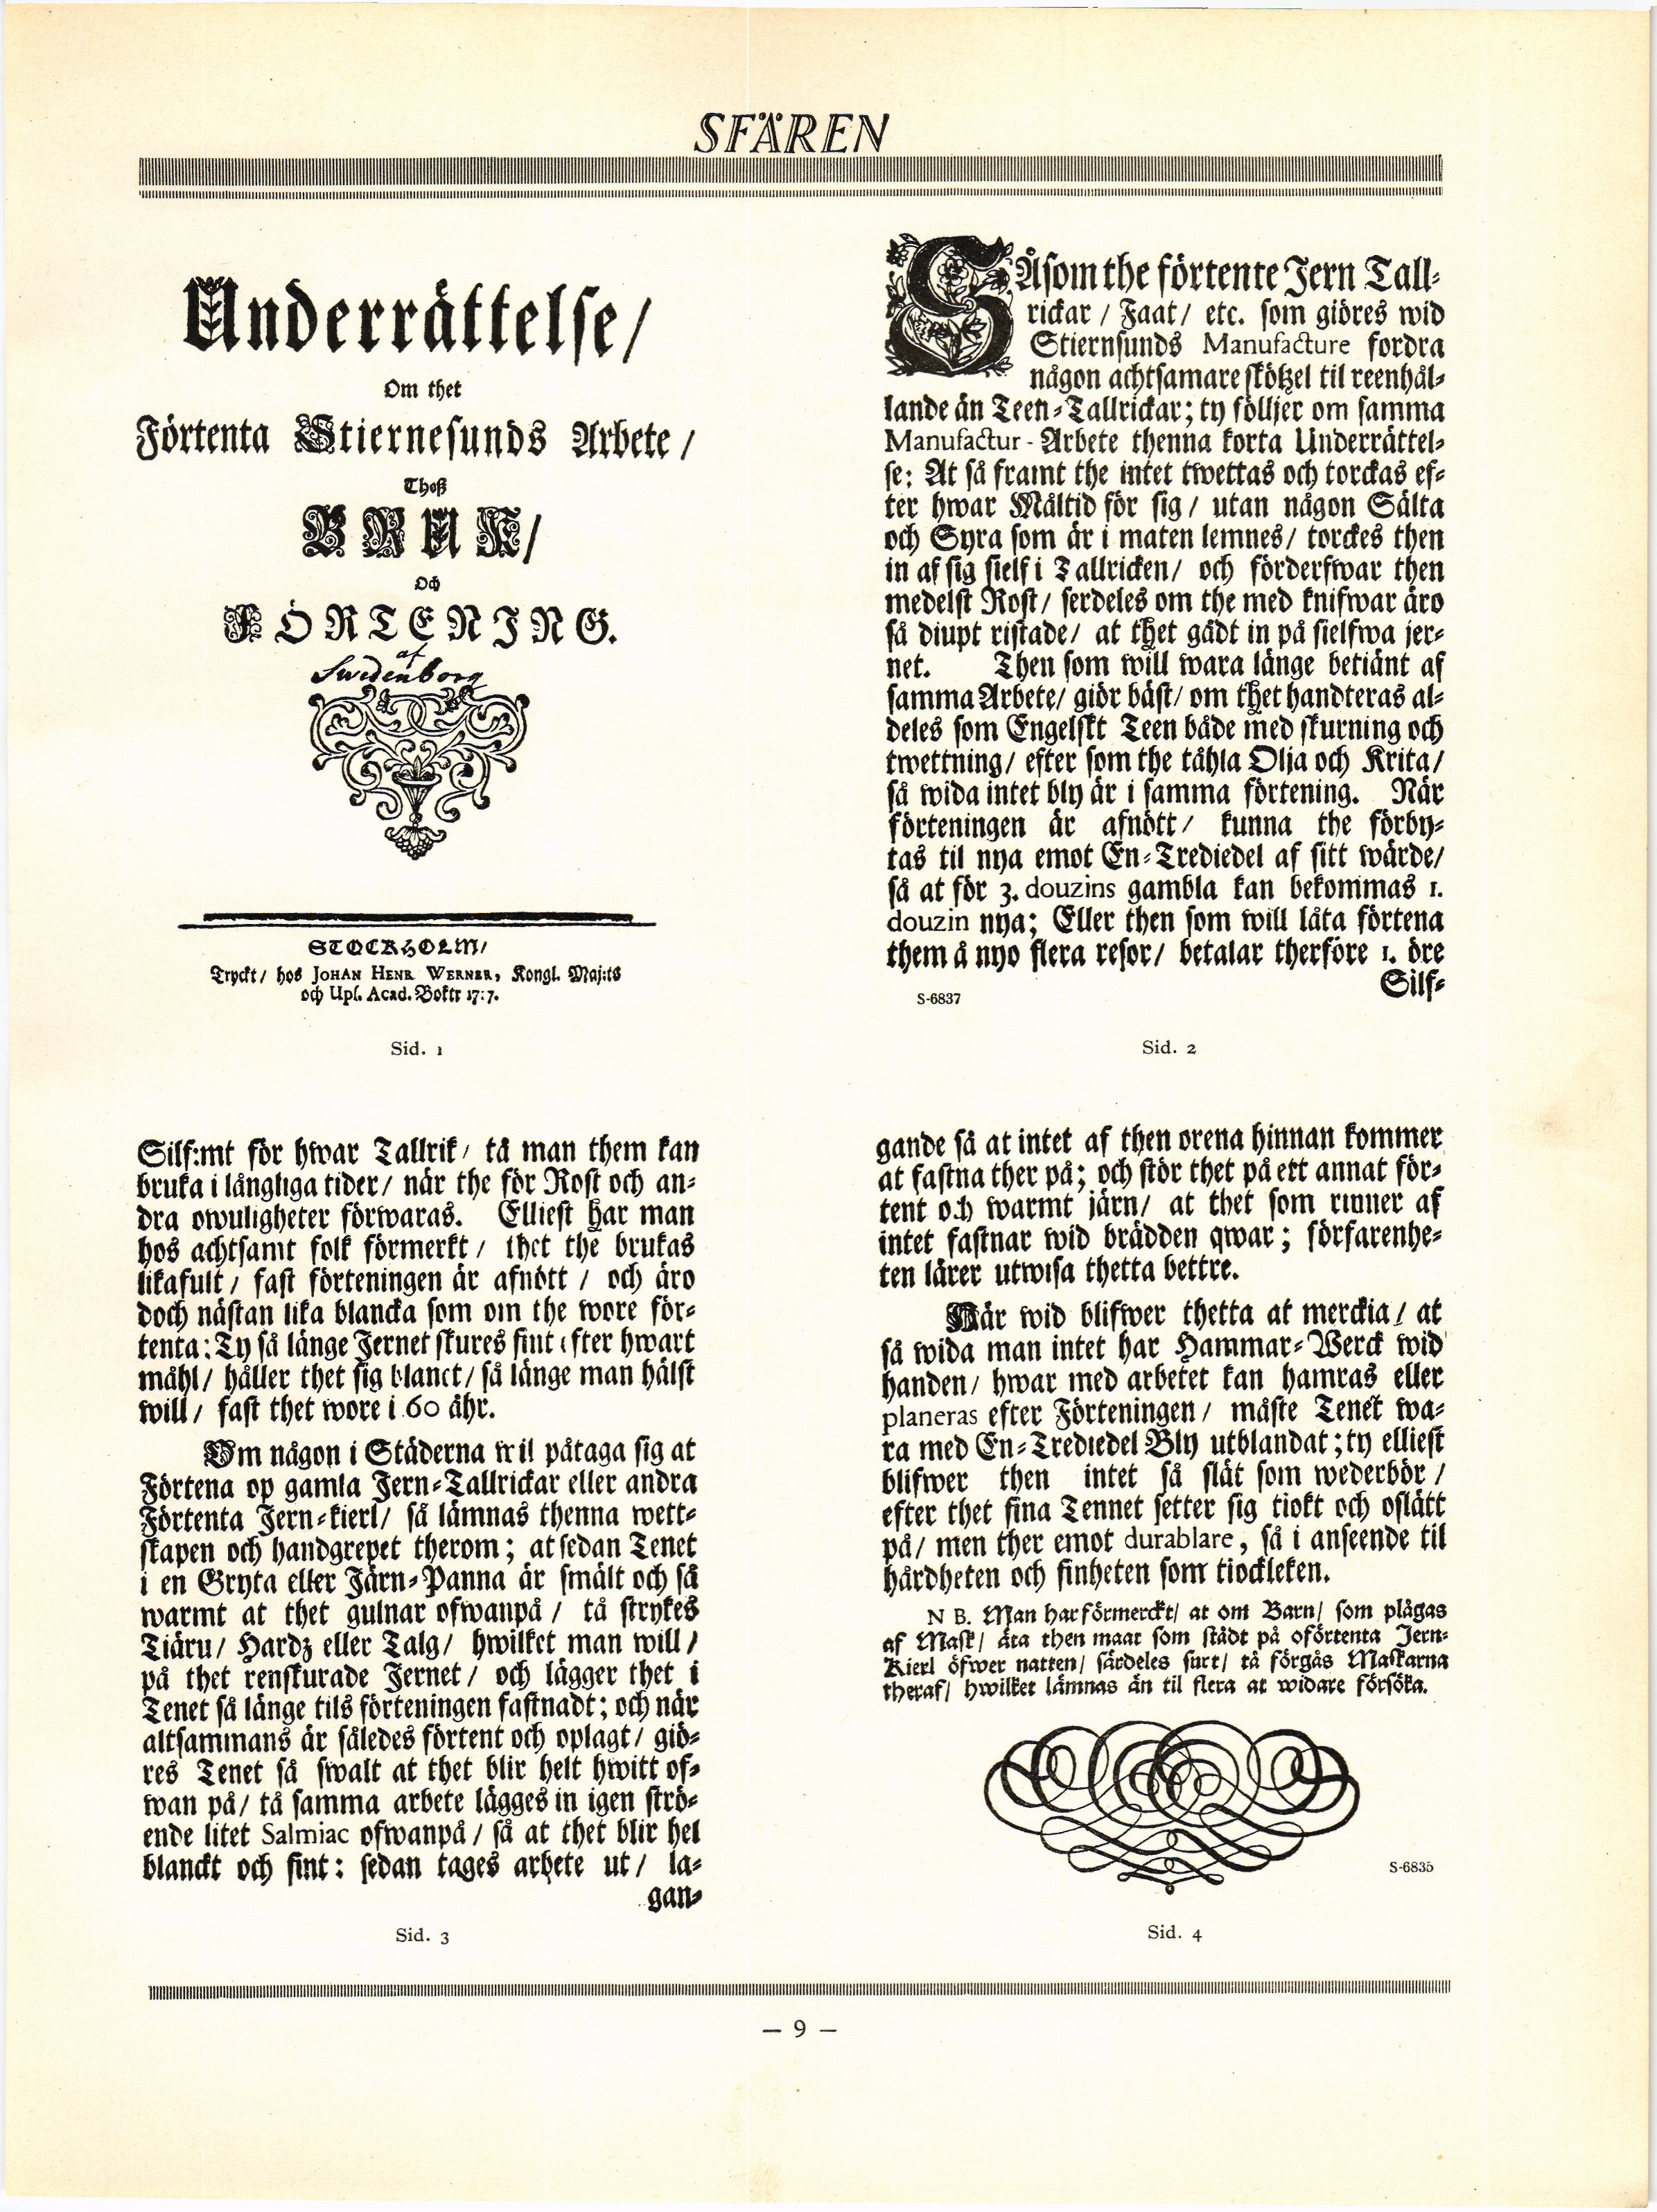 SFÄREN
Underrättelse/
Om thet
Förtenta Stiernesunds Arbete /
Thoß
BRUK/
Och
FÖRTENING.
af
Swedenborg
STOCKHOLM/
Tryckt/ hos JOHAN HENR WERNER, Kongl. Maj:ts
och Upl. Acad. Boktr 17:7.
Sid. 1
SÅsom the förtente Jern Tall-
rickar / Faat/ etc. som giöres wid
Stiernsunds Manufacture fordra
någon achtsamare skötzel til reenhål-
lande än Teen-Tallrickar; ty fölljer om samma
Manufactur - Arbete thenna korta Underrättel-
se: At så framt the intet twettas och torckas ef-
ter hwar Måltid för sig/ utan någon Sälta
och Syra som är i maten lemnes/ torckes then
in af sig sielf i Tallricken/ och förderfwar then
medelst Rost/ serdeles om the med knifwar äro
så diupt ristade/ at thet gådt in på sielfwa jer-
net. Then som will wara länge betiänt af
samma Arbete/ giör bäst/ om thet handteras al-
deles som Engelskt Teen både med skurning och
twettning/ efter som the tåhla Olja och Krita/
så wida intet bly är i samma förtening. När
förteningen är afnött/ kunna the förby-
tas til nya emot En-Trediedel af sitt wärde/
så at för 3. douzins gambla kan bekommas 1.
douzin nya; Eller then som will låta förtena
them å nyo flera resor/ betalar therföre 1. öre
Silf-
S-6837
Sid. 2
Silf:mt för hwar Tallrik/ tå man them kan
bruka i långliga tider/ när the för Rost och an-
dra owuligheter förwaras. Elliest har man
hos achtsamt folk förmerkt / thet the brukas
likafult / fast förteningen är afnött / och äro
doch nästan lika blancka som om the wore för-
tenta: Ty så länge Jernet skures fint efter hwart
måhl/ håller thet sig blanct/ så länge man hälst
will/ fast thet wore i 60 åhr.
Om någon i Städerna wil påtaga sig at
Förtena op gamla Jern-Tallrickar eller andra
Förtenta Jern-kierl/ så lämnas thenna wett-
skapen och handgrepet therom; at sedan Tenet
i en Gryta eller Järn-Panna är smält och så
warmt at thet gulnar ofwanpå / tå strykes
Tiäru/ Hardz eller Talg/ hwilket man will/
på thet renskurade Jernet / och lägger thet i
Tenet så länge tils förteningen fastnadt; och när
altsammans är således förtent och oplagt/ giö-
res Tenet så swalt at thet blir helt hwitt of-
wan på/ tå samma arbete lägges in igen strö-
ende litet Salmiac ofwanpå / så at thet blir hel
blanckt och fint: sedan tages arbete ut/ la-
gan-
Sid. 3
gande så at intet af then orena hinnan kommer
at fastna ther på; och stör thet på ett annat för-
tent och warmt järn/ at thet som rinner af
intet fastnar wid brädden qwar; förfarenhe-
ten lärer utwisa thetta bettre.
Här wid blifwer thetta at merckia/ at
så wida man intet har Hammar-Werck wid
handen/ hwar med arbetet kan hamras eller
planeras efter Förteningen / måste Tenet wa-
ra med En-Trediedel Bly utblandat; ty elliest
blifwer then intet så slät som wederbör /
efter thet fina Tennet setter sig tiokt och oslätt
på/ men ther emot durablare, så i anseende til
hårdheten och finheten som tiockleken.
N B. Man har förmerckt/ at om Barn/ som plågas
af Mask/ äta then maat som stådt på oförtenta Jern-
Kierl öfwer natten/ särdeles surt/ tå förgås Maskarna
theraf/ hwilket lämnas än til flera at widare försöka.
S-6835
Sid. 4
— 9 —